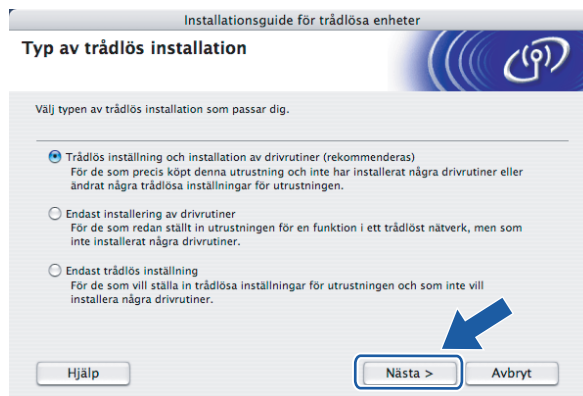 Installationsguide för trådlösa enheter
Typ av trådlös installation
Välj typen av trådlös installation som passar dig.
Trådlös inställning och installation av drivrutiner (rekommenderas)
För de som precis köpt denna utrustning och inte har installerat några drivrutiner eller
ändrat några trådlösa inställningar för utrustningen.
Endast installering av drivrutiner
För de som redan ställt in utrustningen för en funktion i ett trådlöst nätverk, men som
inte installerat några drivrutiner.
Endast trådlös inställning
För de som vill ställa in trådlösa inställningar för utrustningen och som inte vill
installera några drivrutiner.
Hjälp
Nästa >
Avbryt